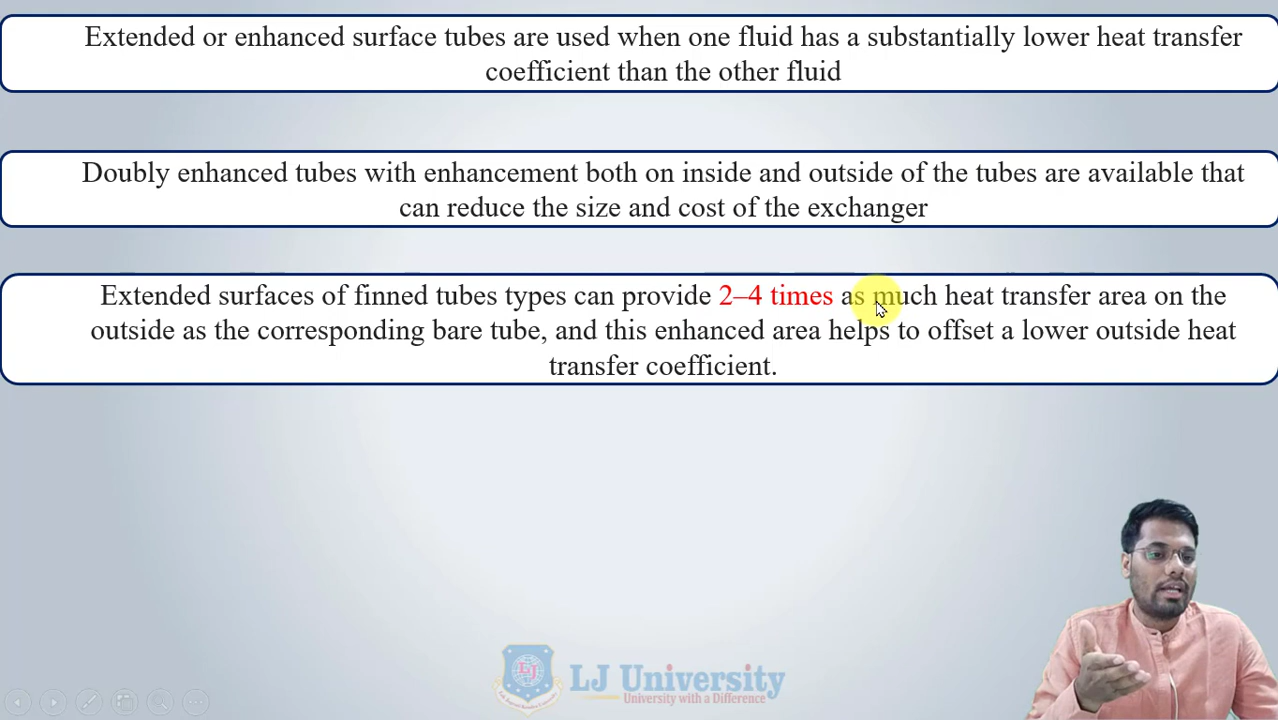 Extended or enhanced surface tubes are used when one fluid has a substantially lower heat transfer
coefficient than the other fluid
Doubly enhanced tubes with enhancement both on inside and outside of the tubes are available that
can reduce the size and cost of the exchanger
Extended surfaces of finned tubes types can provide 2–4 times as much heat transfer area on the
outside as the corresponding bare tube, and this enhanced area helps to offset a lower outside heat
transfer coefficient.
LJ
LJ University
University with a Difference